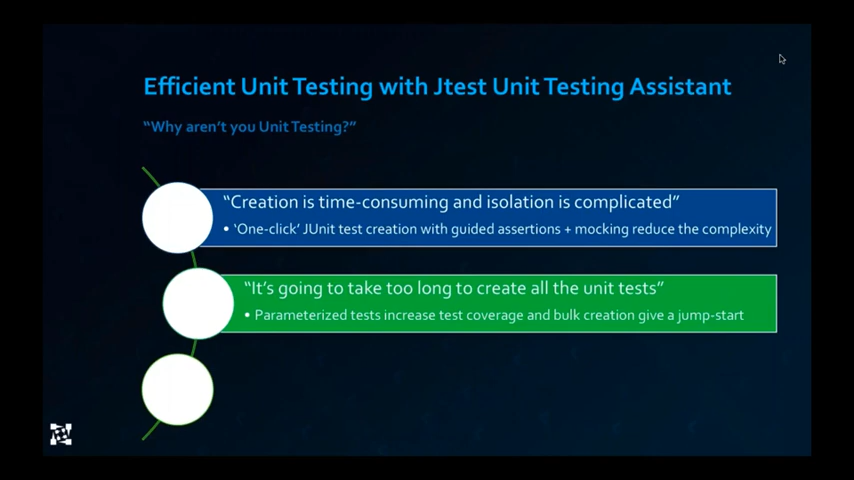 Efficient Unit Testing with Jtest Unit Testing Assistant
“Why aren’t you Unit Testing?”
“Creation is time-consuming and isolation is complicated”
• ‘One-click’ JUnit test creation with guided assertions + mocking reduce the complexity
“It’s going to take too long to create all the unit tests”
• Parameterized tests increase test coverage and bulk creation give a jump-start